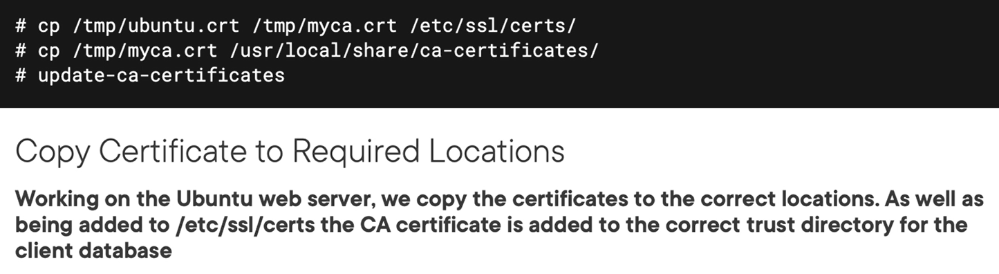 # cp /tmp/ubuntu.crt /tmp/myca.crt /etc/ssl/certs/
# cp /tmp/myca.crt /usr/local/share/ca-certificates/
# update-ca-certificates
Copy Certificate to Required Locations
Working on the Ubuntu web server, we copy the certificates to the correct locations. As well as
being added to /etc/ssl/certs the CA certificate is added to the correct trust directory for the
client database